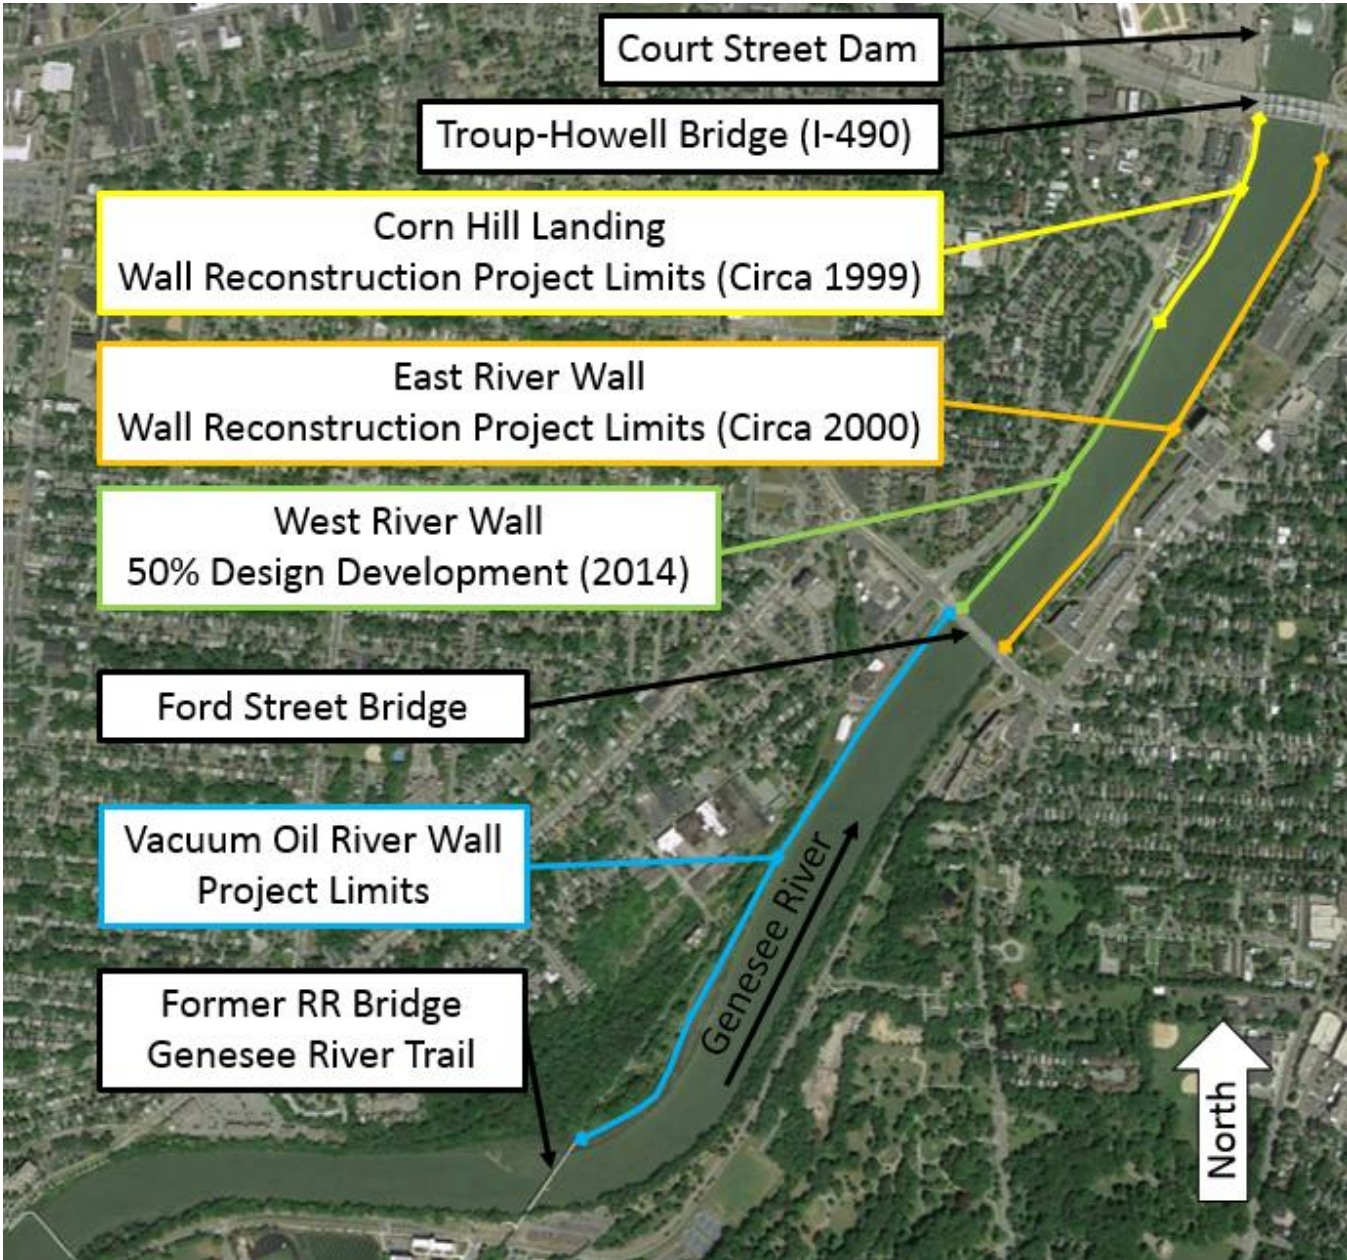 Court Street Dam
Troup-Howell Bridge (I-490)
Corn Hill Landing
Wall Reconstruction Project Limits (Circa 1999)
East River Wall
Wall Reconstruction Project Limits (Circa 2000)
West River Wall
50% Design Development (2014)
Ford Street Bridge
Vacuum Oil River Wall
Project Limits
Genesee River
Former RR Bridge
Genesee River Trail
North